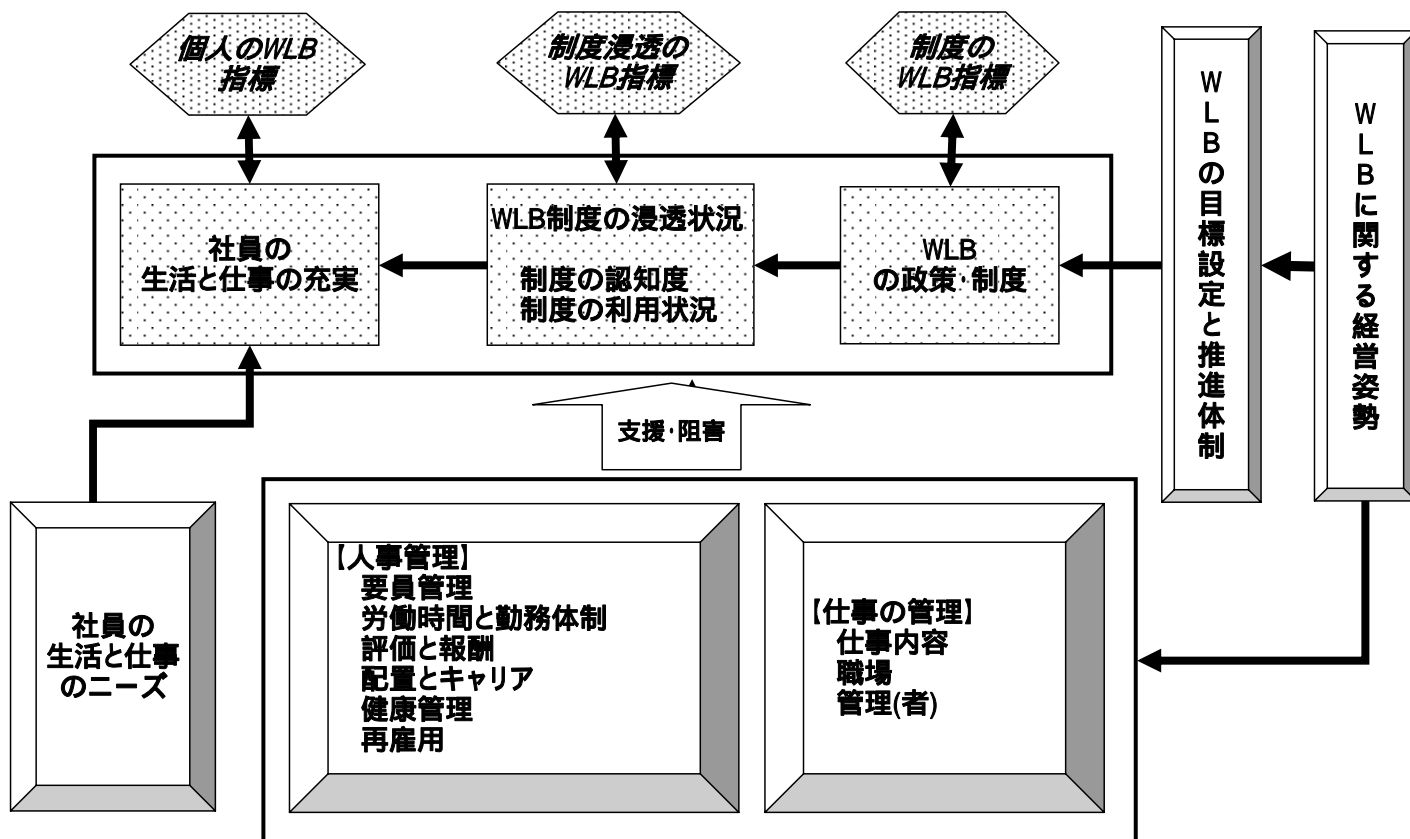 個人のWLB
指標
制度浸透の
WLB指標
制度の
WLB指標
WLBの目標設定と推進体制
WLBに関する経営姿勢
社員の
生活と仕事の充実
WLB制度の浸透状況
制度の認知度
制度の利用状況
WLB
の政策・制度
支援・阻害
社員の
生活と仕事
のニーズ
【人事管理】
要員管理
労働時間と勤務体制
評価と報酬
配置とキャリア
健康管理
再雇用
【仕事の管理】
仕事内容
職場
管理(者)